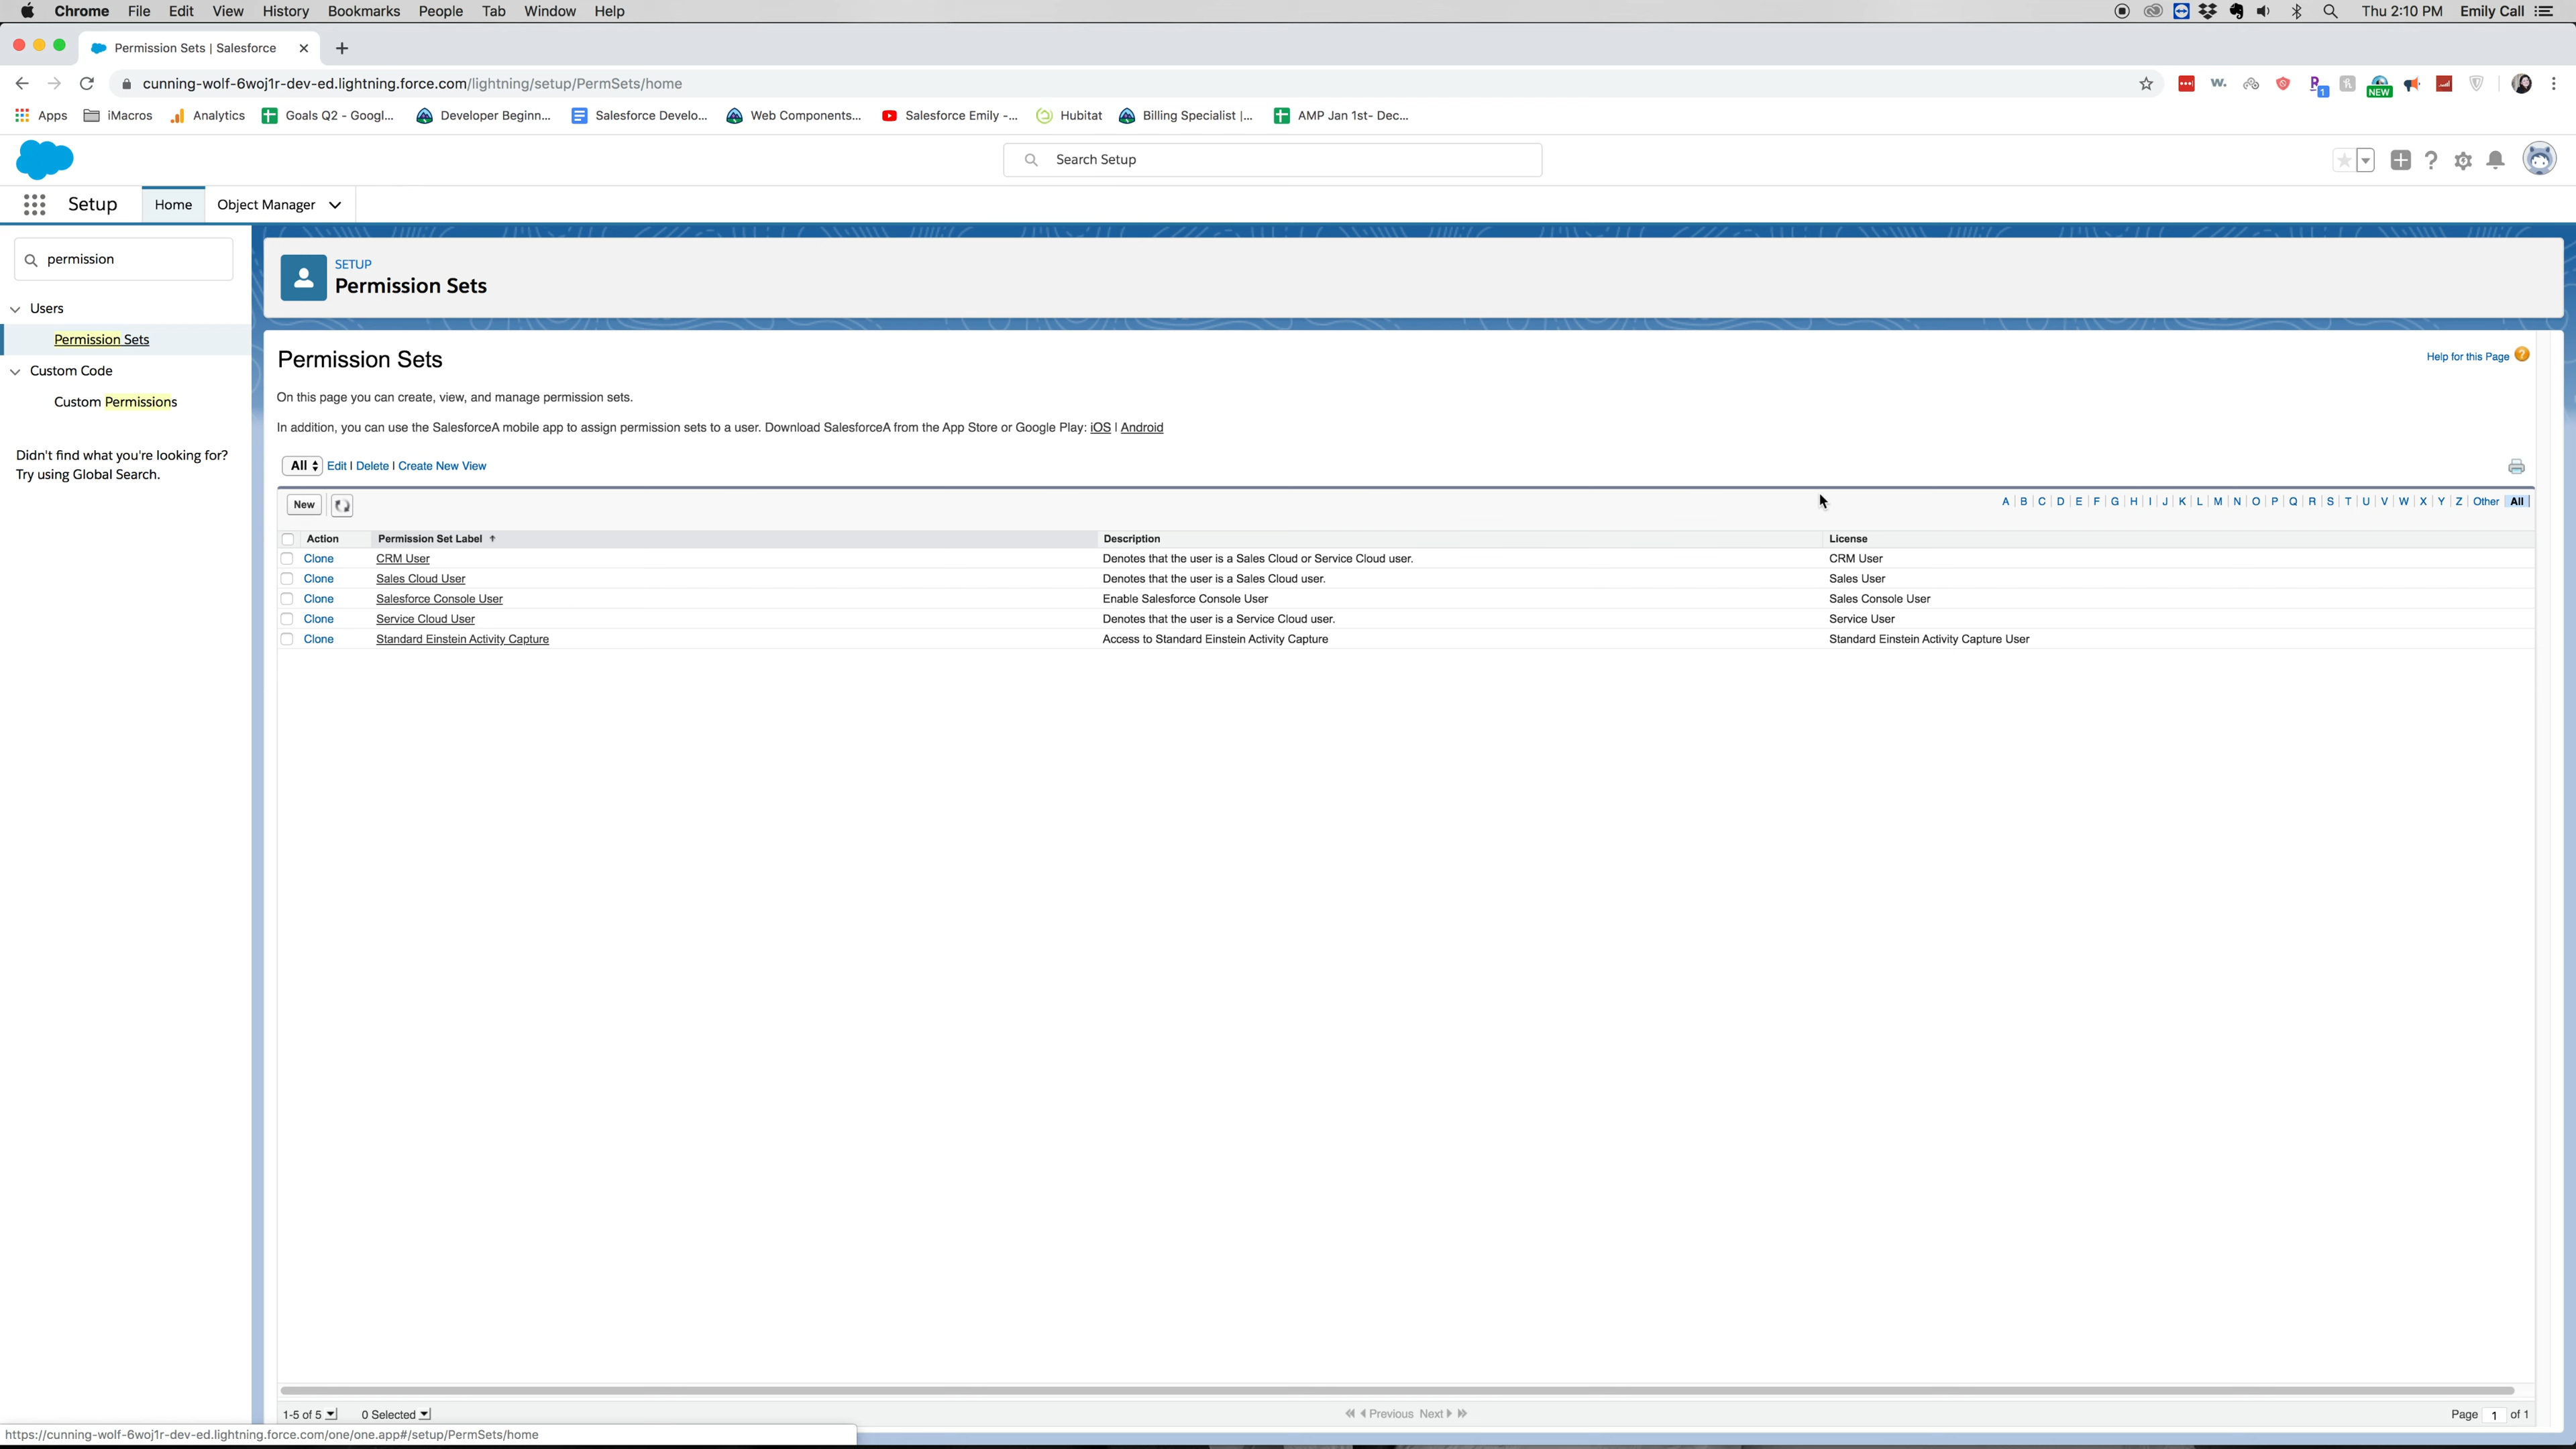 Chrome File Edit View History Bookmarks People Tab Window Help Thu 2:10 PM Emily Call
Permission Sets | Salesforce
cunning-wolf-6woj1r-dev-ed.lightning.force.com/lightning/setup/PermSets/home
NEW
1
Apps iMacros Analytics Goals Q2 - Googl... Developer Beginn... Salesforce Develo... Web Components... Salesforce Emily -... Hubitat Billing Specialist |... AMP Jan 1st- Dec...
Search Setup
Setup Home Object Manager
permission
Users
Permission Sets
Custom Code
Custom Permissions
Didn't find what you're looking for?
Try using Global Search.
SETUP
Permission Sets
Permission Sets
Help for this Page ?
On this page you can create, view, and manage permission sets.
In addition, you can use the SalesforceA mobile app to assign permission sets to a user. Download SalesforceA from the App Store or Google Play: iOS | Android
All Edit | Delete | Create New View
New A | B | C | D | E | F | G | H | I | J | K | L | M | N | O | P | Q | R | S | T | U | V | W | X | Y | Z | Other | All
Action Permission Set Label Description License
Clone CRM User Denotes that the user is a Sales Cloud or Service Cloud user. CRM User
Clone Sales Cloud User Denotes that the user is a Sales Cloud user. Sales User
Clone Salesforce Console User Enable Salesforce Console User Sales Console User
Clone Service Cloud User Denotes that the user is a Service Cloud user. Service User
Clone Standard Einstein Activity Capture Access to Standard Einstein Activity Capture Standard Einstein Activity Capture User
1-5 of 5 0 Selected Previous Next Page 1 of 1
https://cunning-wolf-6woj1r-dev-ed.lightning.force.com/one/one.app#/setup/PermSets/home